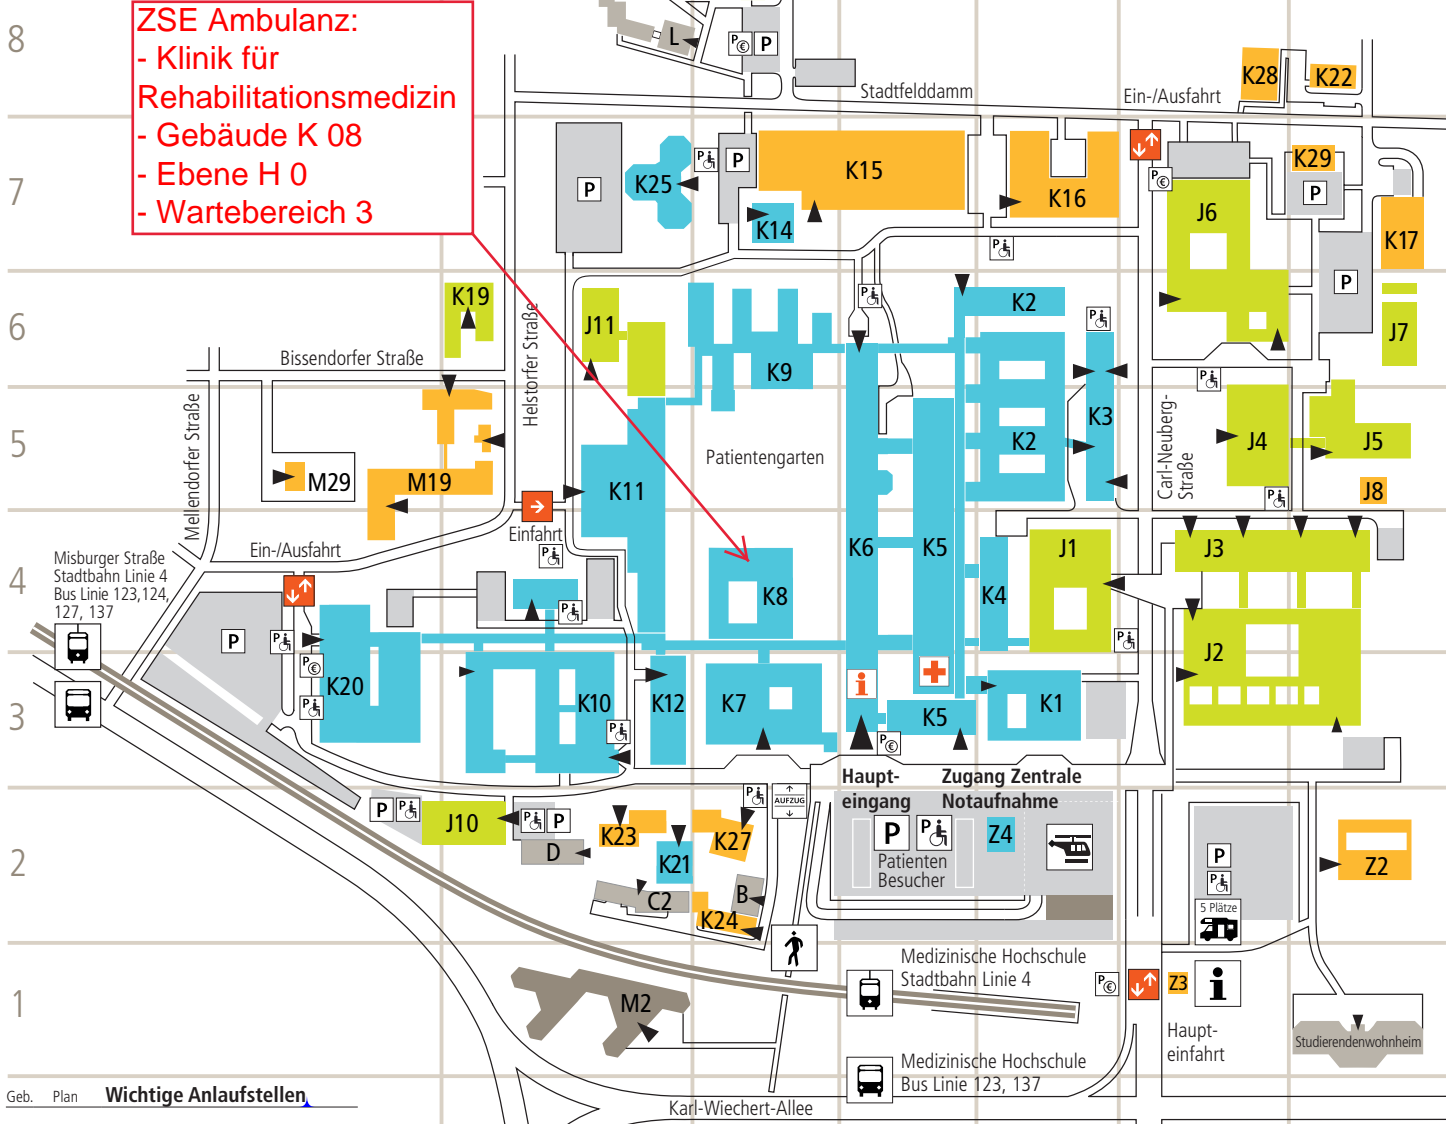 8
ZSE Ambulanz:
- Klinik für
Rehabilitationsmedizin
- Gebäude K 08
- Ebene H 0
- Wartebereich 3
L
P€
P
Stadtfelddamm
Ein-/Ausfahrt
K28
K22
7
P
K25
P
P
K15
K14
K16
P€
J6
K29
P
K17
P
6
K19
Helstorfer Straße
J11
K9
P
K2
P
P
J7
Bissendorfer Straße
5
Mellendorfer Straße
M29
M19
K11
Patientengarten
K2
K3
Carl-Neuberg-
Straße
P
J4
J5
J8
P
4
Misburger Straße
Stadtbahn Linie 4
Bus Linie 123,124,
127, 137
Ein-/Ausfahrt
Einfahrt
P
P
K8
K6
K5
K4
J1
P
J3
J2
P
P
P€
P
3
K20
K10
P
K12
K7
i
K5
P€
K1
Haupt-
eingang
Zugang Zentrale
Notaufnahme
2
P
P
J10
P
P
D
K23
K21
K27
P
AUFZUG
C2
B
K24
P
P
Patienten
Besucher
Z4
P
P
5 Plätze
Z2
1
M2
Medizinische Hochschule
Stadtbahn Linie 4
P€
Z3
i
Haupt-
einfahrt
Studierendenwohnheim
Medizinische Hochschule
Bus Linie 123, 137
Karl-Wiechert-Allee
Geb. Plan Wichtige Anlaufstellen